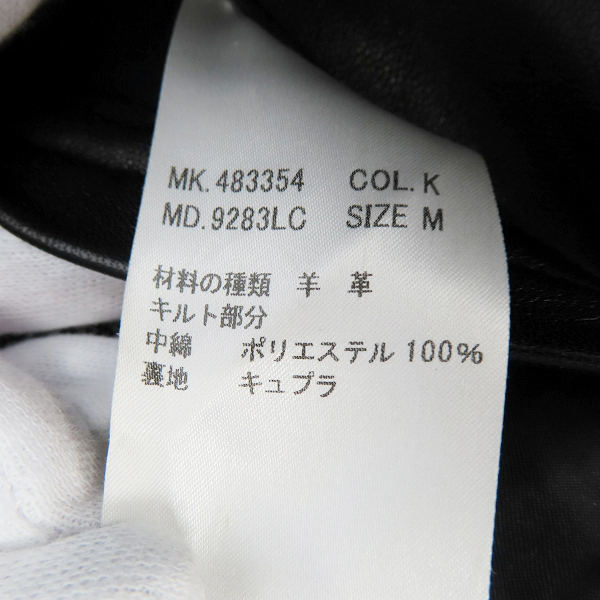 MK.483354 COL.K
MD.9283LC SIZE M
材料の種類 羊 革
キルト部分
中綿 ポリエステル 100%
裏地 キュプラ